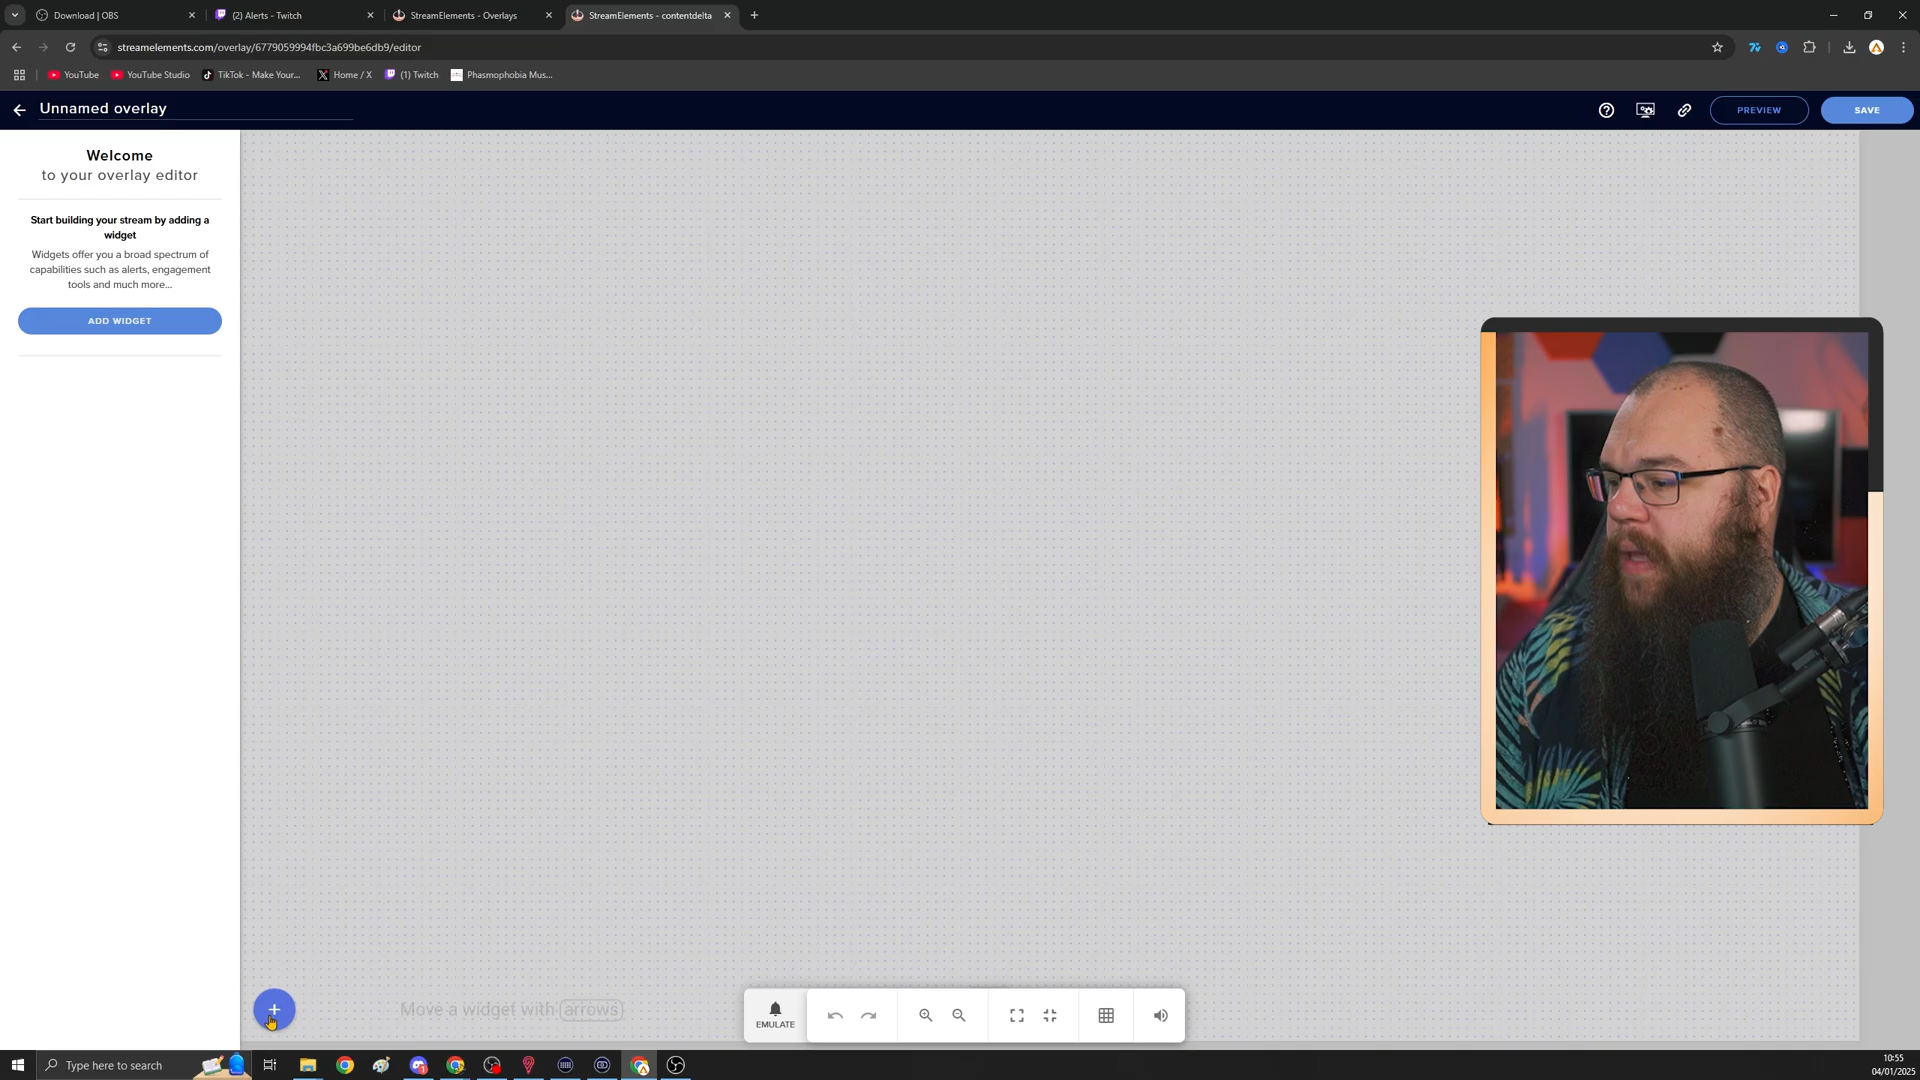 Download | OBS
(2) Alerts - Twitch
StreamElements - Overlays
StreamElements - contentdelta
streamelements.com/overlay/6779059994fbc3a699be6db9/editor
YouTube
YouTube Studio
TikTok - Make Your...
Home / X
(1) Twitch
Phasmophobia Mus...
Unnamed overlay
PREVIEW
SAVE
Welcome
to your overlay editor
Start building your stream by adding a
widget
Widgets offer you a broad spectrum of
capabilities such as alerts, engagement
tools and much more...
ADD WIDGET
Move a widget with arrows
EMULATE
Type here to search
10:55
04/01/2025